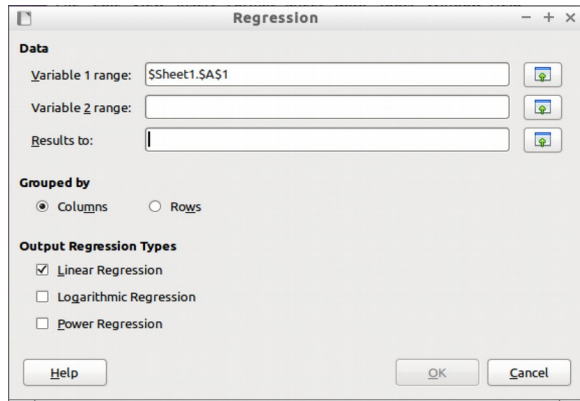 Regression
Data
Variable 1 range: $Sheet1.$A$1
Variable 2 range:
Results to:
Grouped by
Columns Rows
Output Regression Types
Linear Regression
Logarithmic Regression
Power Regression
Help OK Cancel